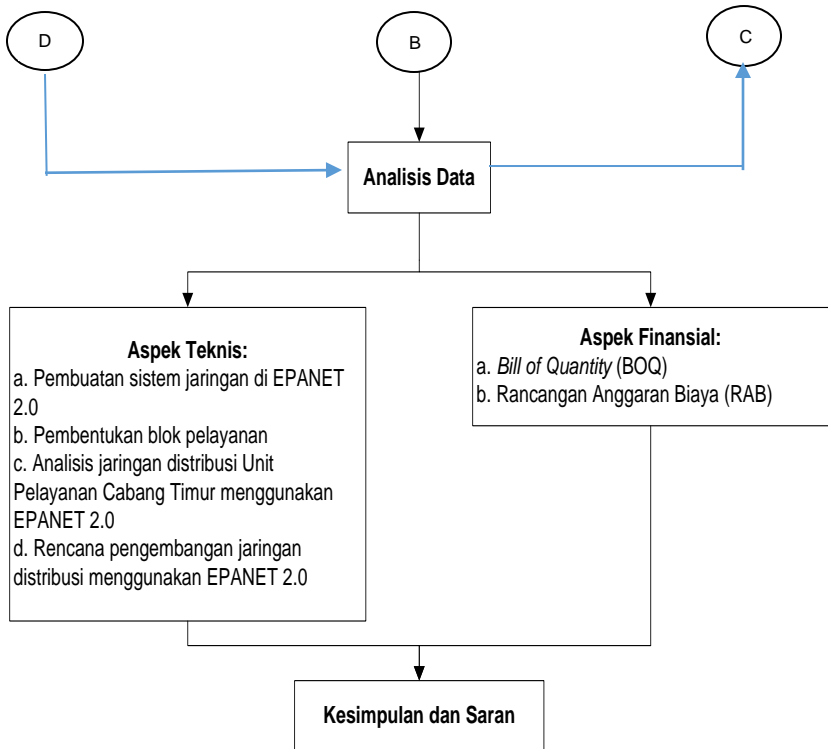 D
B
C
Analisis Data
Aspek Teknis:
a. Pembuatan sistem jaringan di EPANET
2.0
b. Pembentukan blok pelayanan
c. Analisis jaringan distribusi Unit
Pelayanan Cabang Timur menggunakan
EPANET 2.0
d. Rencana pengembangan jaringan
distribusi menggunakan EPANET 2.0
Aspek Finansial:
a. Bill of Quantity (BOQ)
b. Rancangan Anggaran Biaya (RAB)
Kesimpulan dan Saran